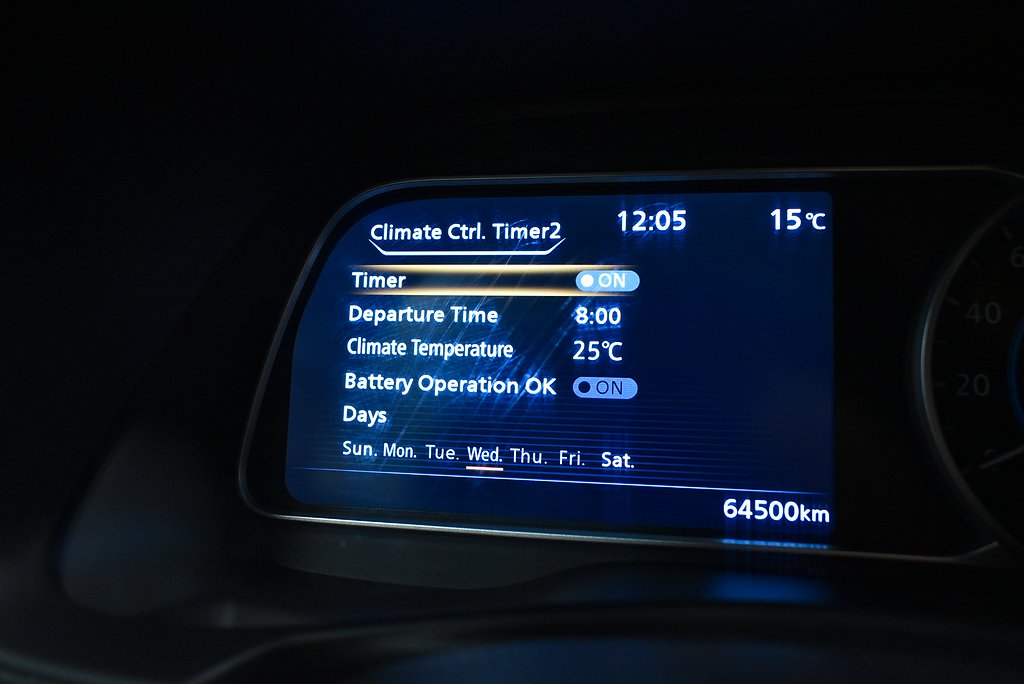 Climate Ctrl. Timer2 12:05 15℃
Timer ON
Departure Time 8:00
Climate Temperature 25℃
Battery Operation OK ON
Days
Sun. Mon. Tue. Wed. Thu. Fri. Sat.
64500km
40
20